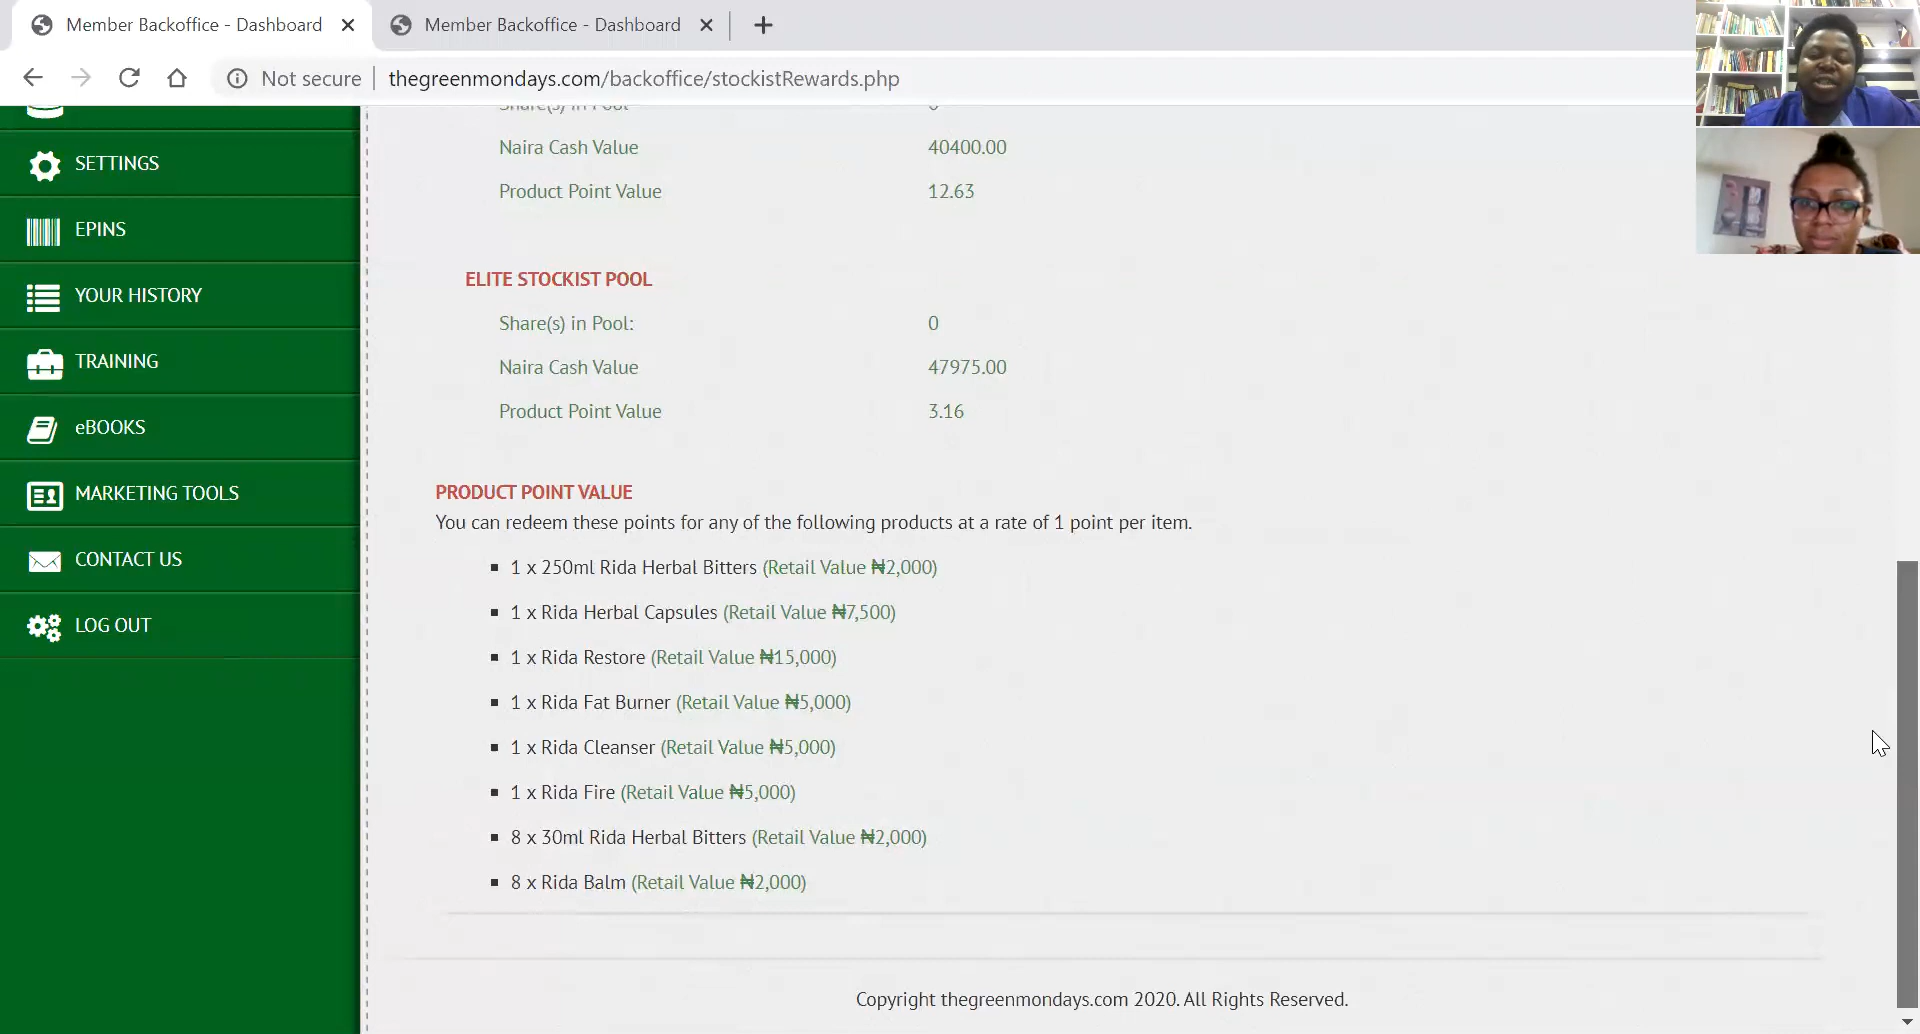 Member Backoffice - Dashboard
Member Backoffice - Dashboard
Not secure
thegreenmondays.com/backoffice/stockistRewards.php
SETTINGS
EPINS
YOUR HISTORY
TRAINING
eBOOKS
MARKETING TOOLS
CONTACT US
LOG OUT
Share(s) in Pool 0
Naira Cash Value 40400.00
Product Point Value 12.63
ELITE STOCKIST POOL
Share(s) in Pool: 0
Naira Cash Value 47975.00
Product Point Value 3.16
PRODUCT POINT VALUE
You can redeem these points for any of the following products at a rate of 1 point per item.
1 x 250ml Rida Herbal Bitters (Retail Value ₦2,000)
1 x Rida Herbal Capsules (Retail Value ₦7,500)
1 x Rida Restore (Retail Value ₦15,000)
1 x Rida Fat Burner (Retail Value ₦5,000)
1 x Rida Cleanser (Retail Value ₦5,000)
1 x Rida Fire (Retail Value ₦5,000)
8 x 30ml Rida Herbal Bitters (Retail Value ₦2,000)
8 x Rida Balm (Retail Value ₦2,000)
Copyright thegreenmondays.com 2020. All Rights Reserved.